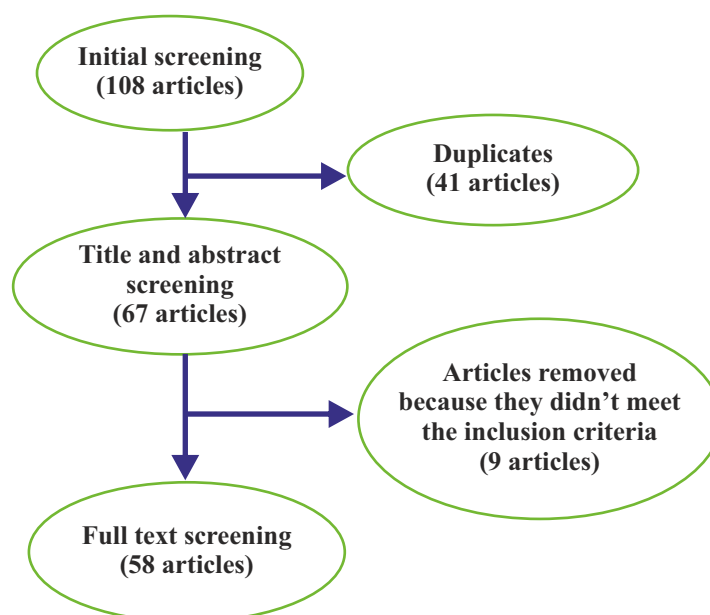 Initial screening
(108 articles)
Duplicates
(41 articles)
Title and abstract
screening
(67 articles)
Articles removed
because they didn’t meet
the inclusion criteria
(9 articles)
Full text screening
(58 articles)